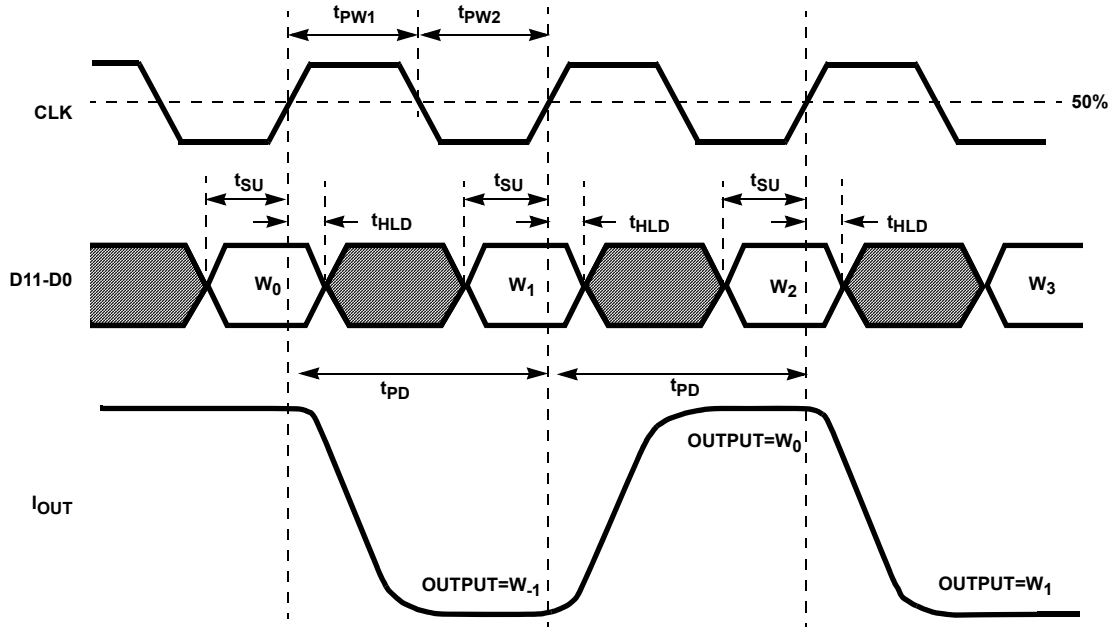 tPW1 tPW2
CLK
50%
tSU tSU tSU
tHLD tHLD tHLD
D11-D0
W0 W1 W2 W3
tPD tPD
OUTPUT=W0
IOUT
OUTPUT=W-1 OUTPUT=W1